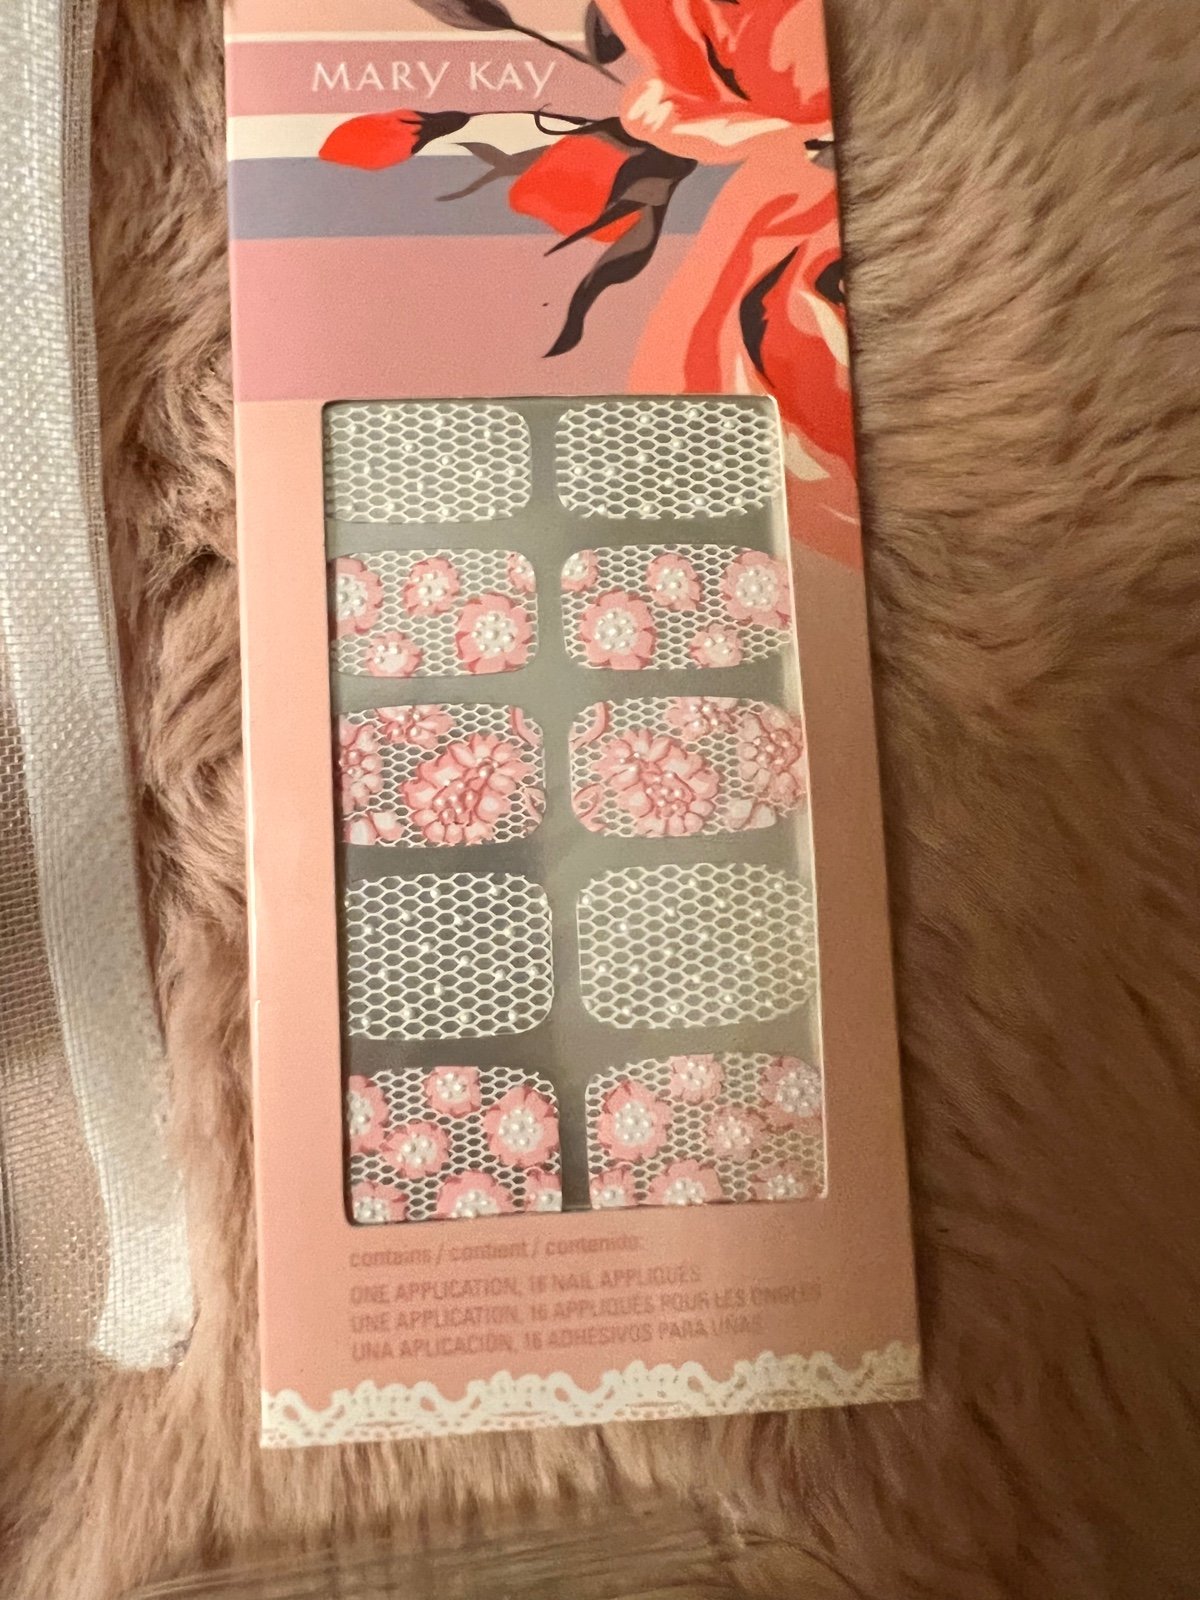 MARY KAY
contains / contient / contenido:
ONE APPLICATION, 16 NAIL APPLIQUÉS
UNE APPLICATION, 16 APPLIQUÉS POUR LES ONGLES
UNA APLICACIÓN, 16 ADHESIVOS PARA UÑAS